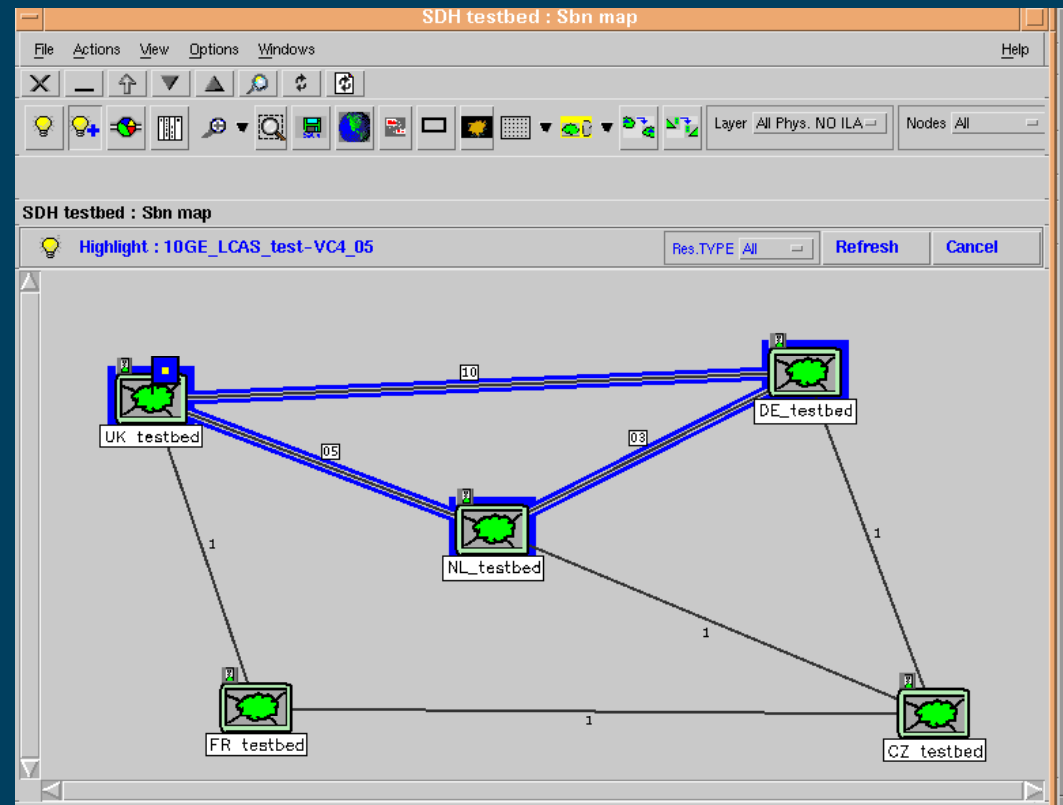 SDH testbed : Sbn map
File Actions View Options Windows Help
Layer All Phys. NO ILA Nodes All
SDH testbed : Sbn map
Highlight : 10GE_LCAS_test-VC4_05 Res.TYPE All Refresh Cancel
10
DE_testbed
UK testbed
05
03
NL_testbed
1
1
1
FR testbed
1
CZ testbed